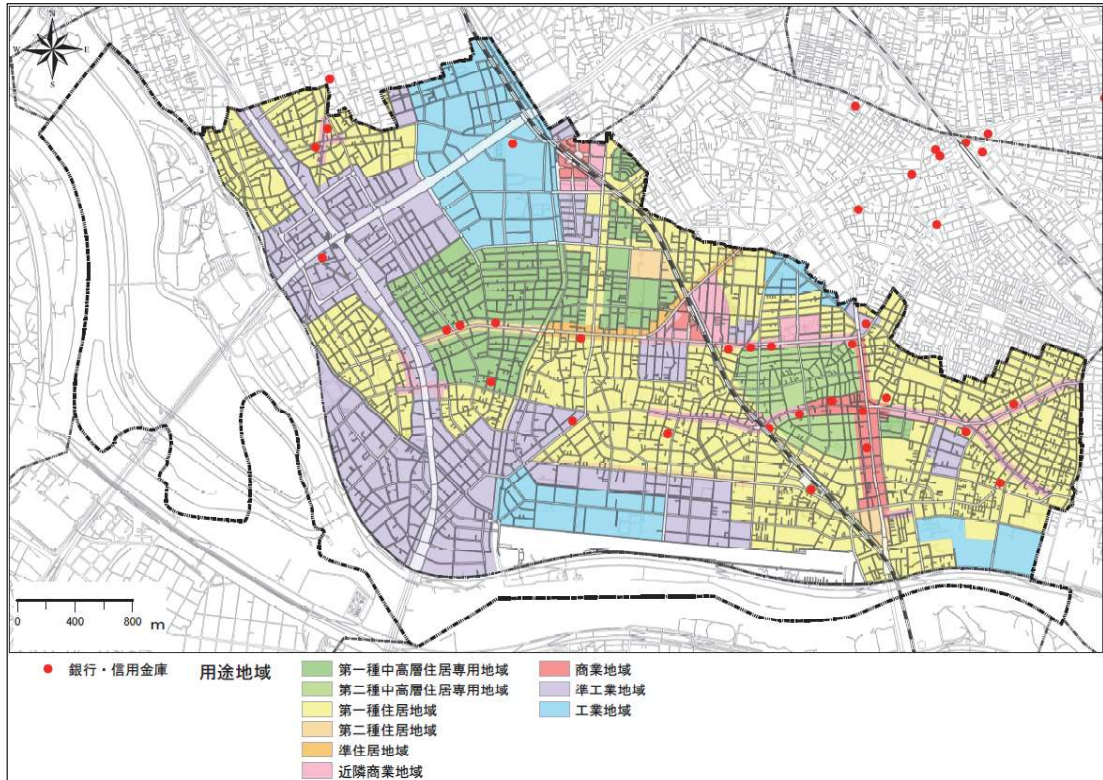 N
W
E
S
0 400 800 m
● 銀行・信用金庫
用途地域
第一種中高層住居専用地域
第二種中高層住居専用地域
第一種住居地域
第二種住居地域
準住居地域
近隣商業地域
商業地域
準工業地域
工業地域